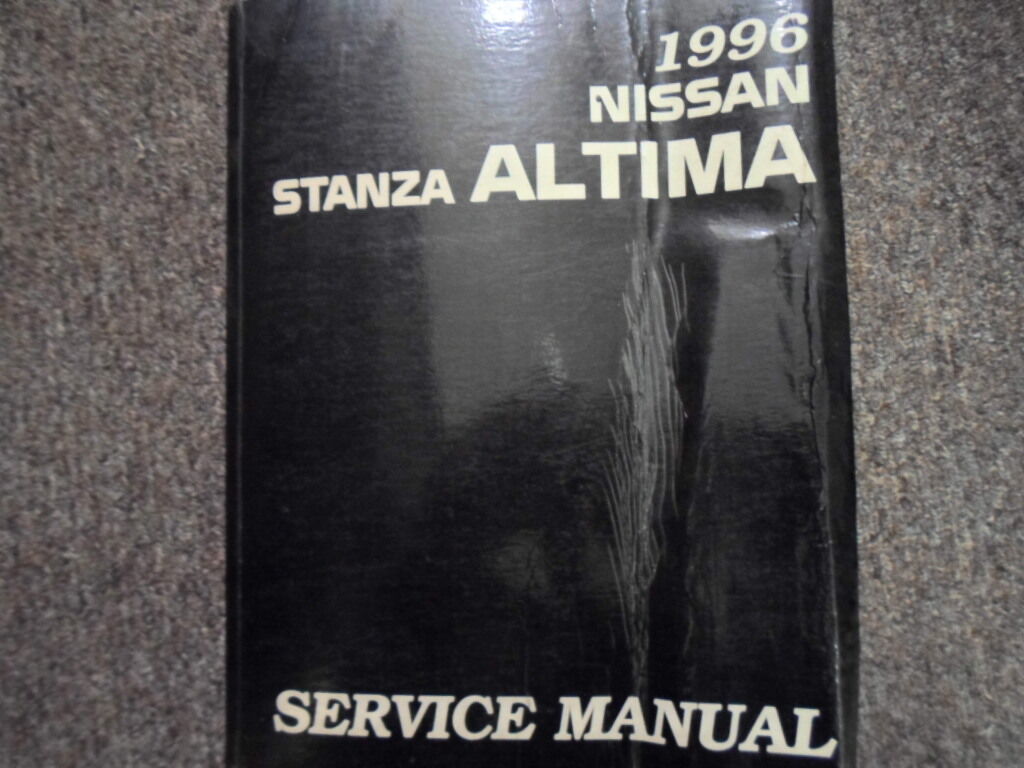 1996
NISSAN
STANZA ALTIMA
SERVICE MANUAL